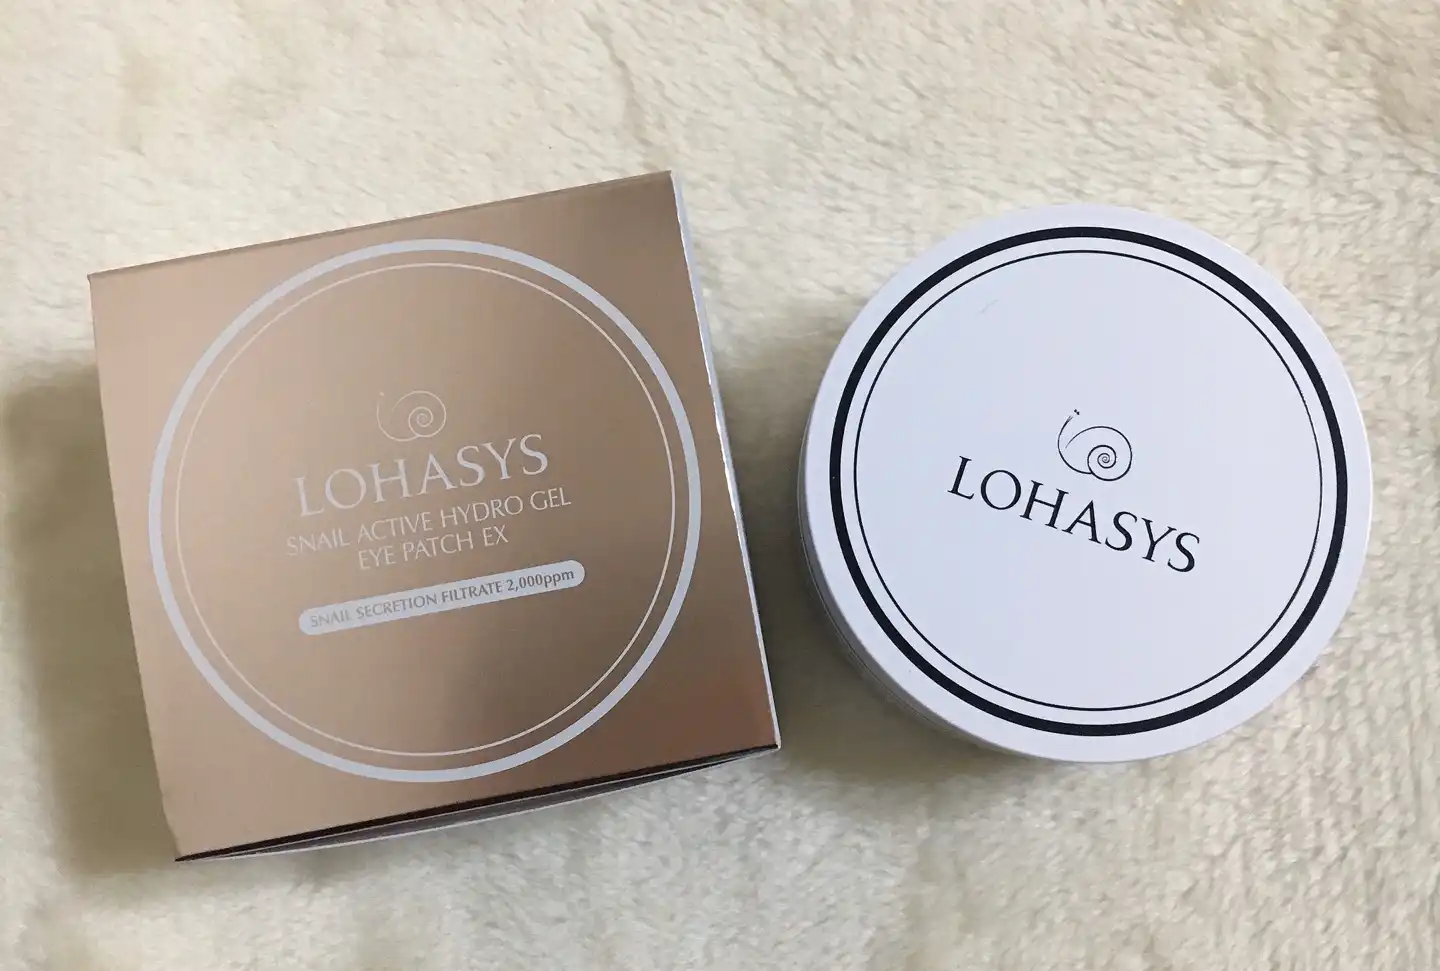 LOHASYS
SNAIL ACTIVE HYDRO GEL
EYE PATCH EX
SNAIL SECRETION FILTRATE 2,000ppm
LOHASYS